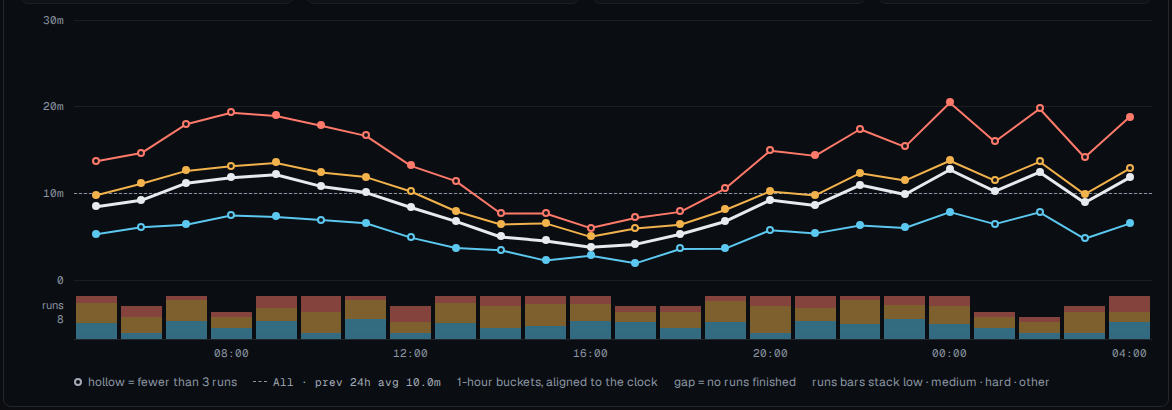 30m
20m
10m
0
runs
8
08:00 12:00 16:00 20:00 00:00 04:00
hollow = fewer than 3 runs --- All · prev 24h avg 10.0m 1-hour buckets, aligned to the clock gap = no runs finished runs bars stack low · medium · hard · other